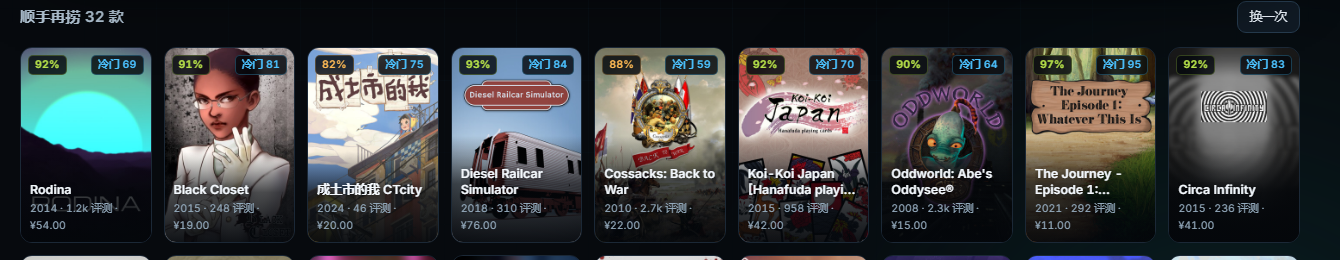 顺手再捞 32 款
换一次
92%
冷门 69
Rodina
2014 · 1.2k 评测 ·
¥54.00
91%
冷门 81
Black Closet
2015 · 248 评测 ·
¥19.00
82%
冷门 75
成土市的我
成土市的我 CTcity
2024 · 46 评测 ·
¥20.00
93%
冷门 84
Diesel Railcar Simulator
Diesel Railcar
Simulator
2018 · 310 评测 ·
¥76.00
88%
冷门 59
Cossacks: Back to
War
2010 · 2.7k 评测 ·
¥22.00
92%
冷门 70
Koi-Koi
Japan
Hanafuda playing cards
Koi-Koi Japan
[Hanafuda playi...
2015 · 958 评测 ·
¥42.00
90%
冷门 64
ODDWORLD
Oddworld: Abe's
Oddysee®
2008 · 2.3k 评测 ·
¥15.00
97%
冷门 95
The Journey
Episode 1:
Whatever This Is
The Journey -
Episode 1:...
2021 · 292 评测 ·
¥11.00
92%
冷门 83
CIRCA INFINITY
Circa Infinity
2015 · 236 评测 ·
¥41.00